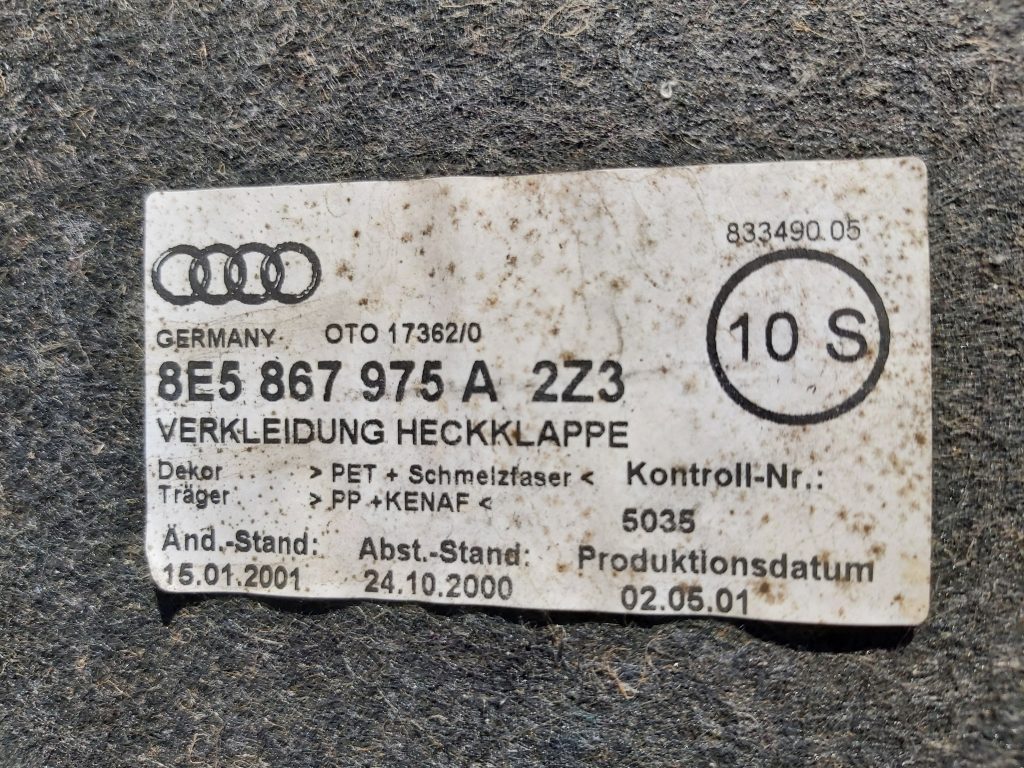 833490 05
GERMANY OTO 17362/0
10 S
8E5 867 975 A 2Z3
VERKLEIDUNG HECKKLAPPE
Dekor > PET + Schmelzfaser <
Träger > PP +KENAF <
Kontroll-Nr.:
5035
Änd.-Stand: Abst.-Stand: Produktionsdatum
15.01.2001 24.10.2000 02.05.01